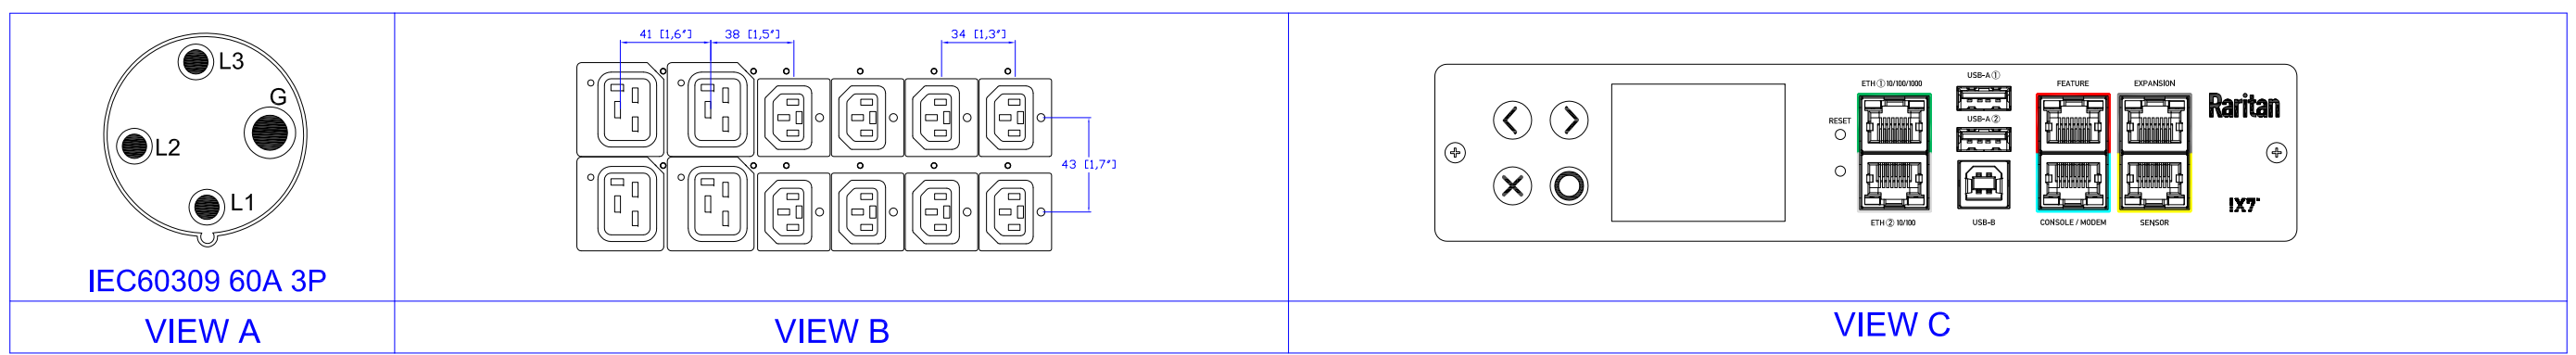 L3
G
L2
L1
IEC60309 60A 3P
VIEW A
41 [1,6"]
38 [1,5"]
34 [1,3"]
43 [1,7"]
VIEW B
RESET
ETH ① 10/100/1000
ETH ② 10/100
USB-A ①
USB-A ②
USB-B
FEATURE
EXPANSION
CONSOLE / MODEM
SENSOR
Raritan
iX7™
VIEW C